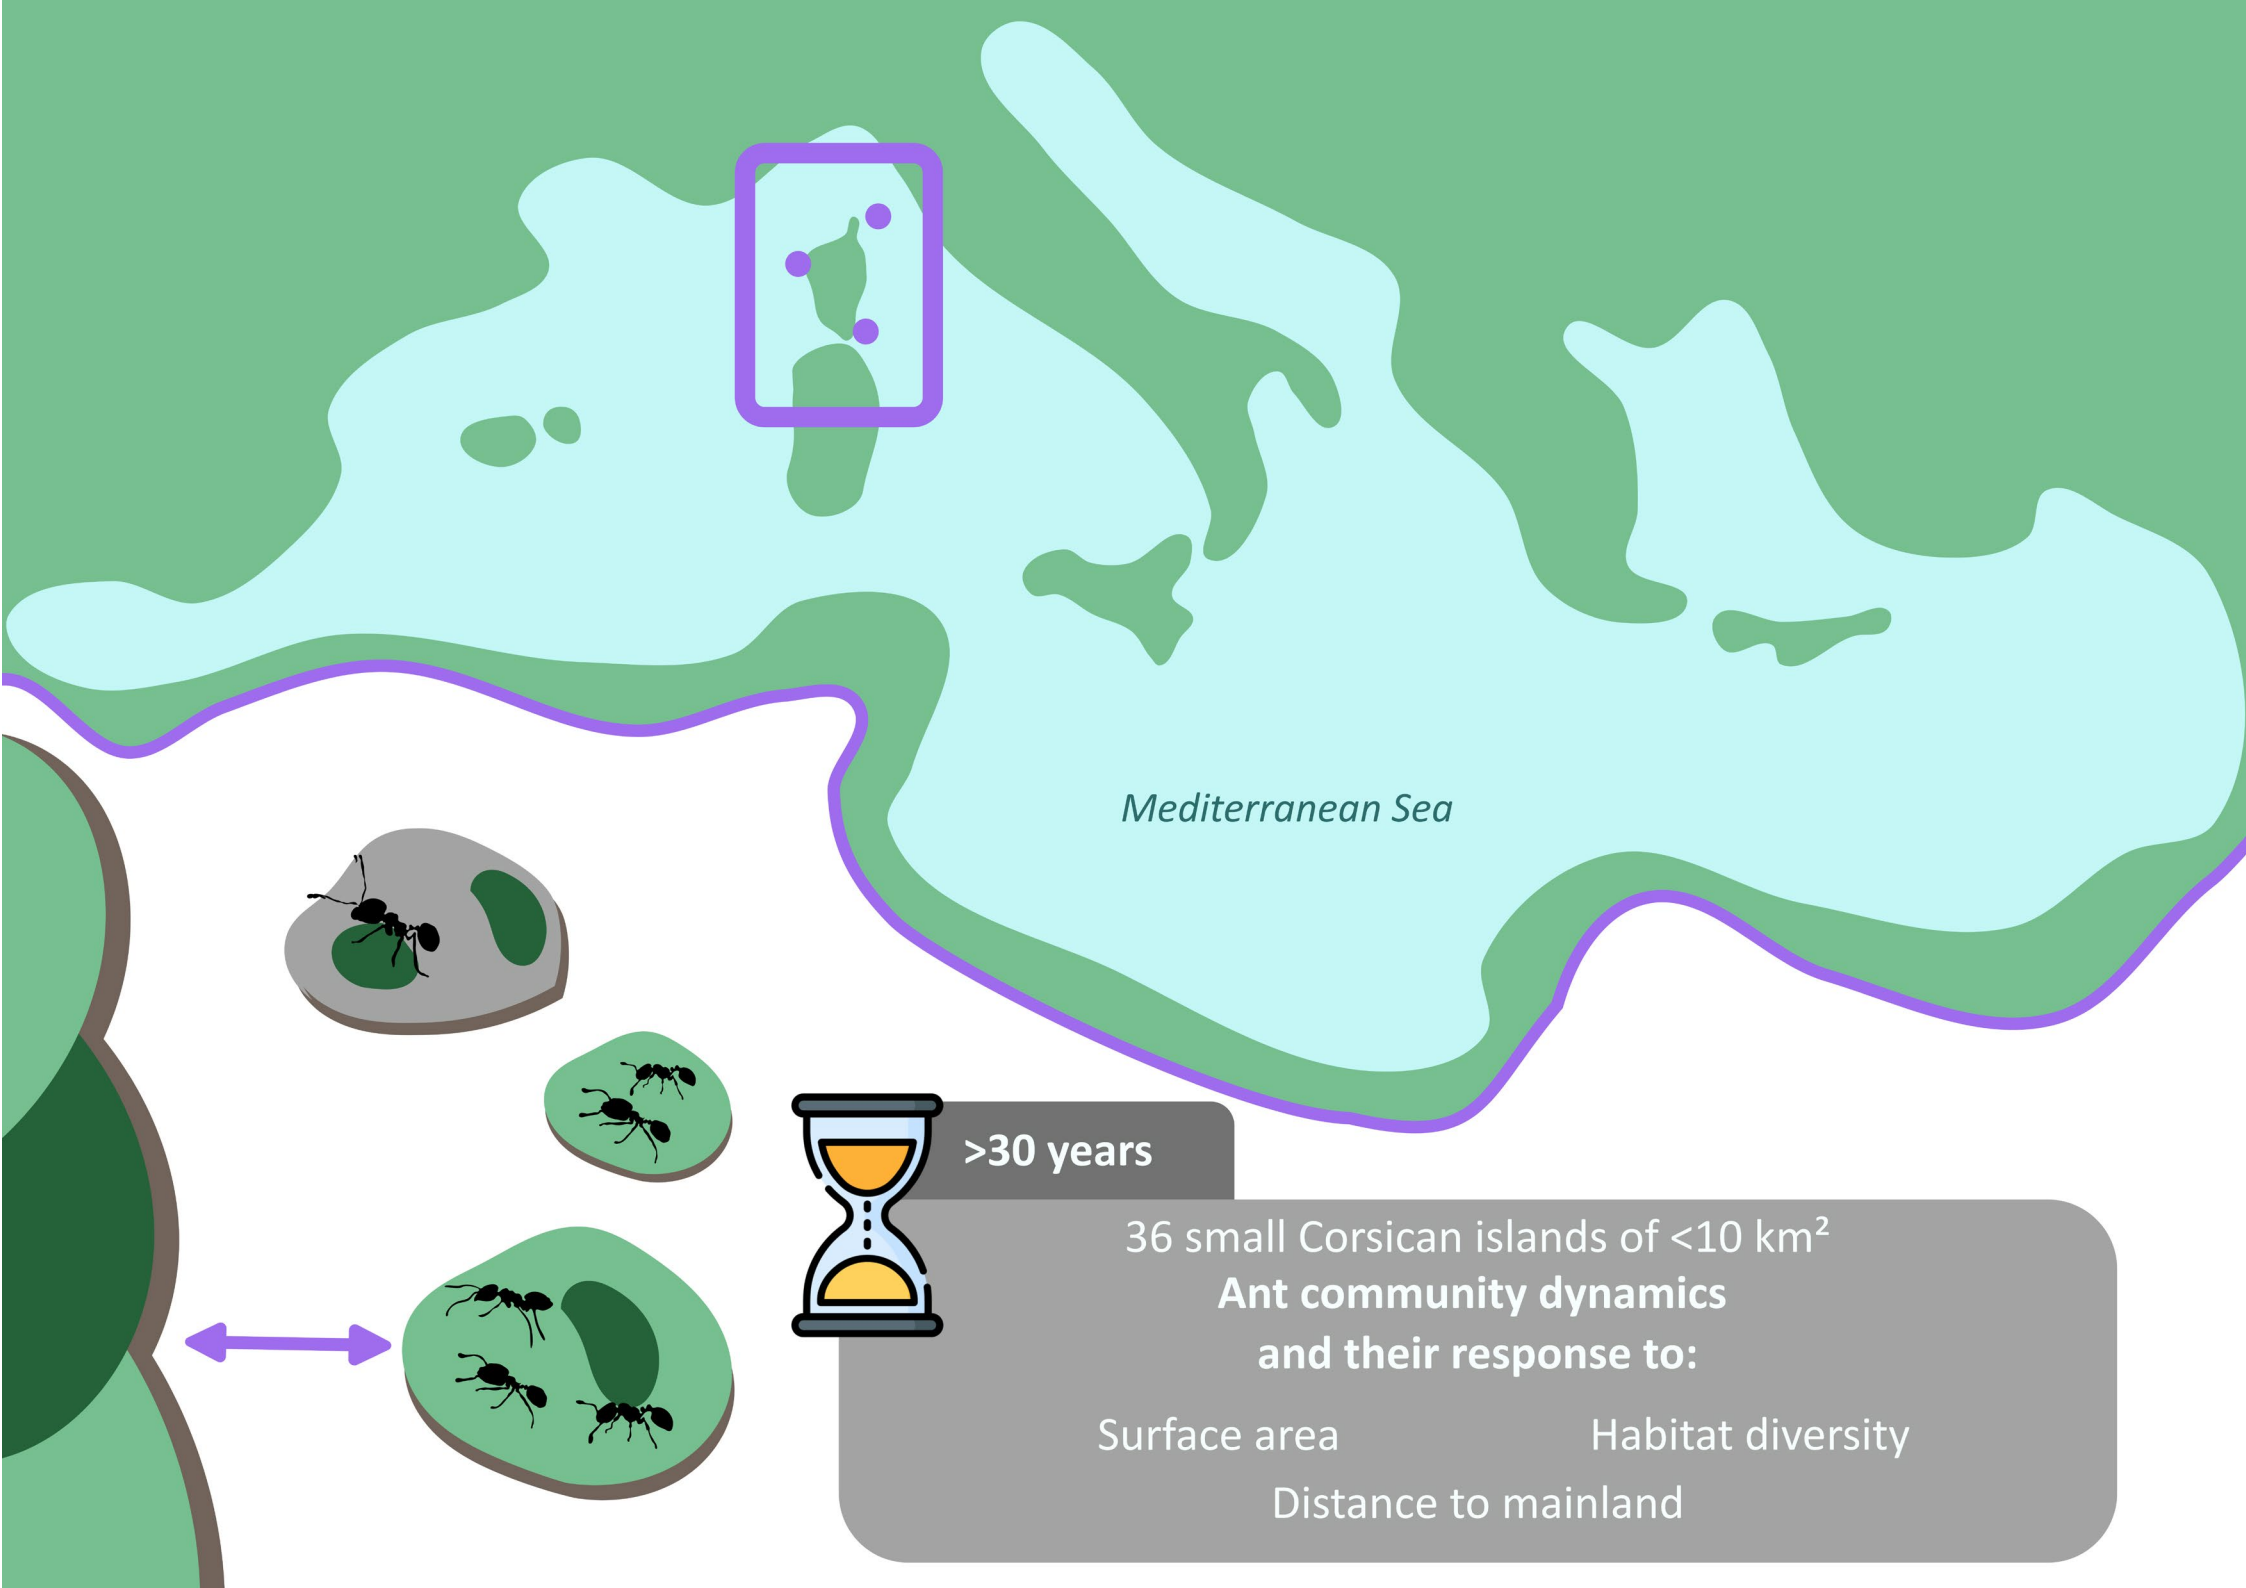 Mediterranean Sea
>30 years
36 small Corsican islands of <10 km²
Ant community dynamics
and their response to:
Surface area
Habitat diversity
Distance to mainland